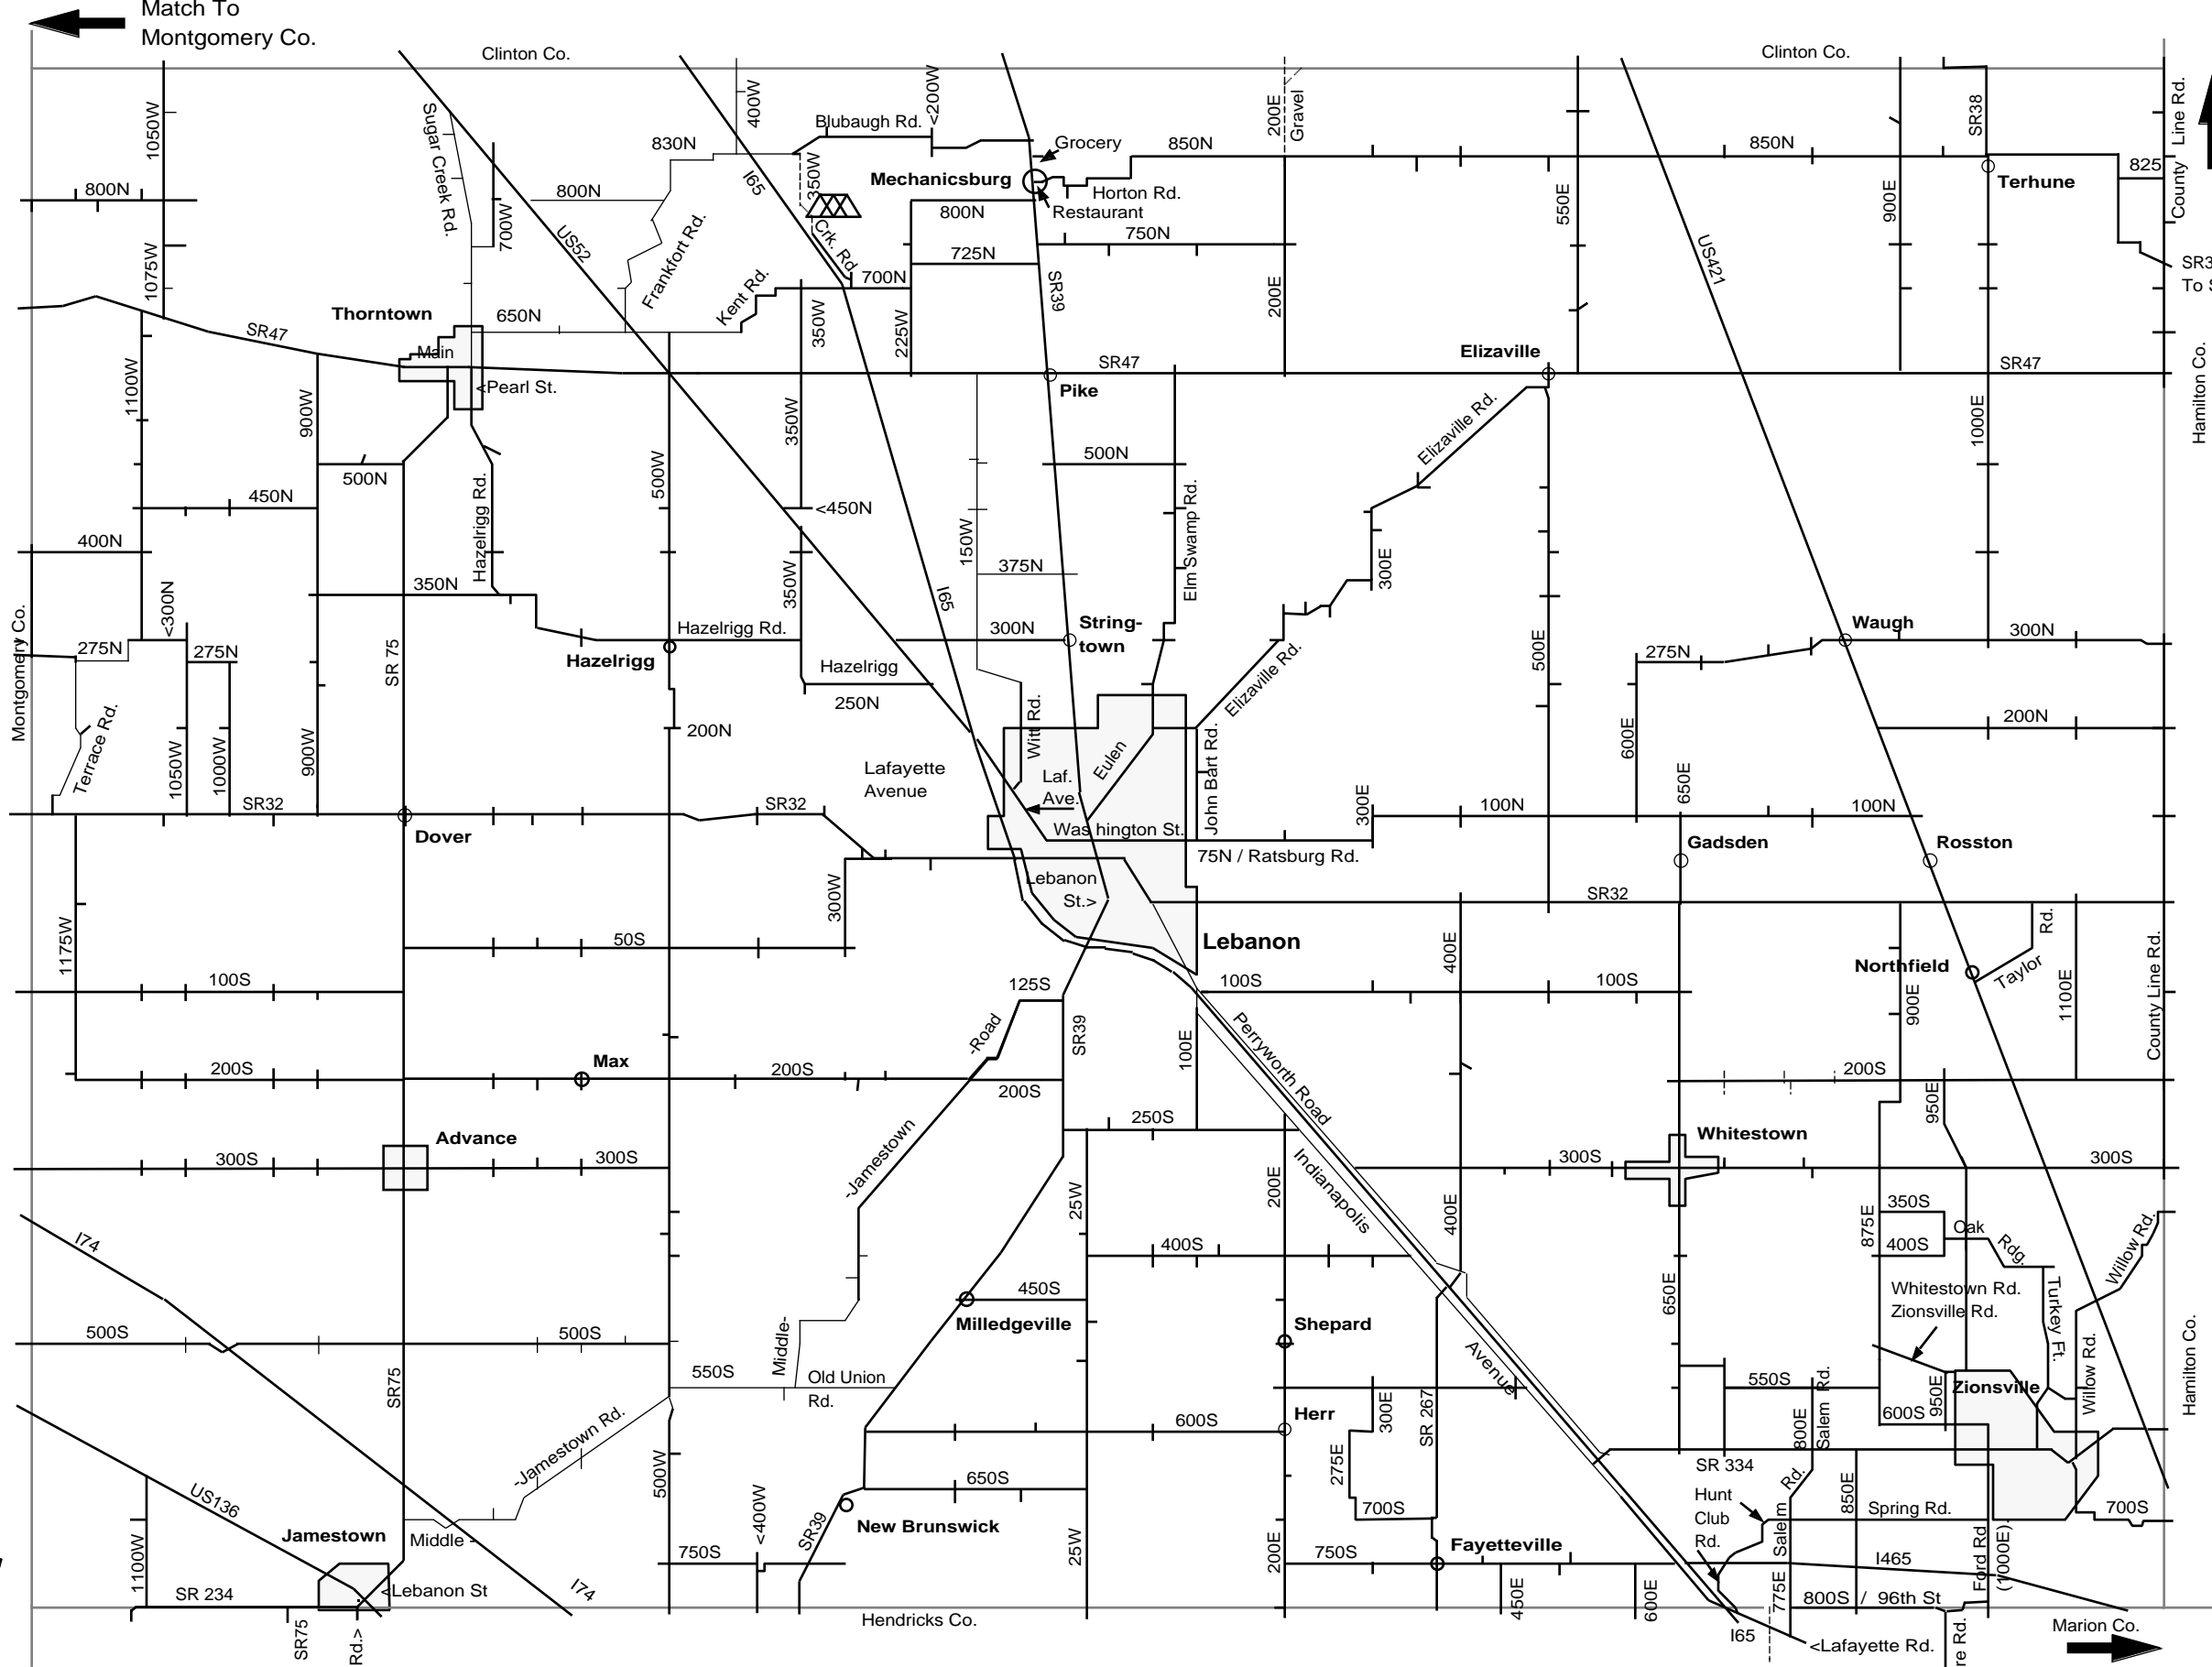 Match To
Montgomery Co.
Clinton Co.
Clinton Co.
1050W
Sugar Creek Rd.
400W
Blubaugh Rd.
<200W
200E
Gravel
SR38
County Line Rd.
830N
Grocery
850N
850N
800N
700W
800N
I65
350W
Mechanicsburg
Horton Rd.
Restaurant
550E
900E
Terhune
825
1075W
US52
Frankfort Rd.
Crk. Rd
800N
750N
725N
US421
SR3
To S
Kent Rd.
700N
SR39
200E
Thorntown
650N
350W
225W
SR47
Main
<Pearl St.
SR47
Pike
Elizaville
SR47
Hamilton Co.
1100W
900W
500N
450N
Hazelrigg Rd.
500W
350W
<450N
150W
500N
Elm Swamp Rd.
Elizaville Rd.
1000E
400N
350N
350W
I65
375N
300E
Montgomery Co.
<300N
275N
275N
SR 75
Hazelrigg Rd.
Hazelrigg
Hazelrigg
250N
300N
String-
town
Elizaville Rd.
500E
275N
Waugh
300N
Terrace Rd.
1050W
1000W
900W
200N
Witt Rd.
Eulen
John Bart Rd.
600E
200N
Lafayette
Avenue
Laf.
Ave.
650E
SR32
SR32
Dover
Was hington St.
300E
100N
100N
75N / Ratsburg Rd.
Gadsden
Rosston
1175W
300W
Lebanon
St.>
SR32
50S
Lebanon
400E
Northfield
Taylor
Rd.
900E
1100E
County Line Rd.
100S
125S
100S
100S
-Road
SR39
100E
Perryworth Road
Max
200S
200S
200S
200S
950E
250S
Advance
Whitestown
300S
300S
-Jamestown
25W
200E
Indianapolis
400E
300S
300S
I74
400S
875E
350S
400S
Oak
Rdg.
Willow Rd.
450S
650E
Whitestown Rd.
Zionsville Rd.
Turkey Ft.
500S
500S
Middle-
Milledgeville
Shepard
Avenue
Hamilton Co.
SR75
550S
Old Union
Rd.
550S
Salem Rd.
800E
950E
Zionsville
Willow Rd.
600S
Herr
300E
SR 267
600S
-Jamestown Rd.
US136
500W
650S
275E
SR 334
Salem Rd.
850E
Hunt
Club
Rd.
Jamestown
Middle -
<400W
SR39
New Brunswick
25W
200E
700S
Spring Rd.
700S
1100W
750S
750S
Fayetteville
I465
Ford Rd
(1000E)
SR 234
<Lebanon St
I74
450E
600E
775E
800S / 96th St
SR75
Rd.>
Hendricks Co.
I65
<Lafayette Rd.
re Rd.
Marion Co.